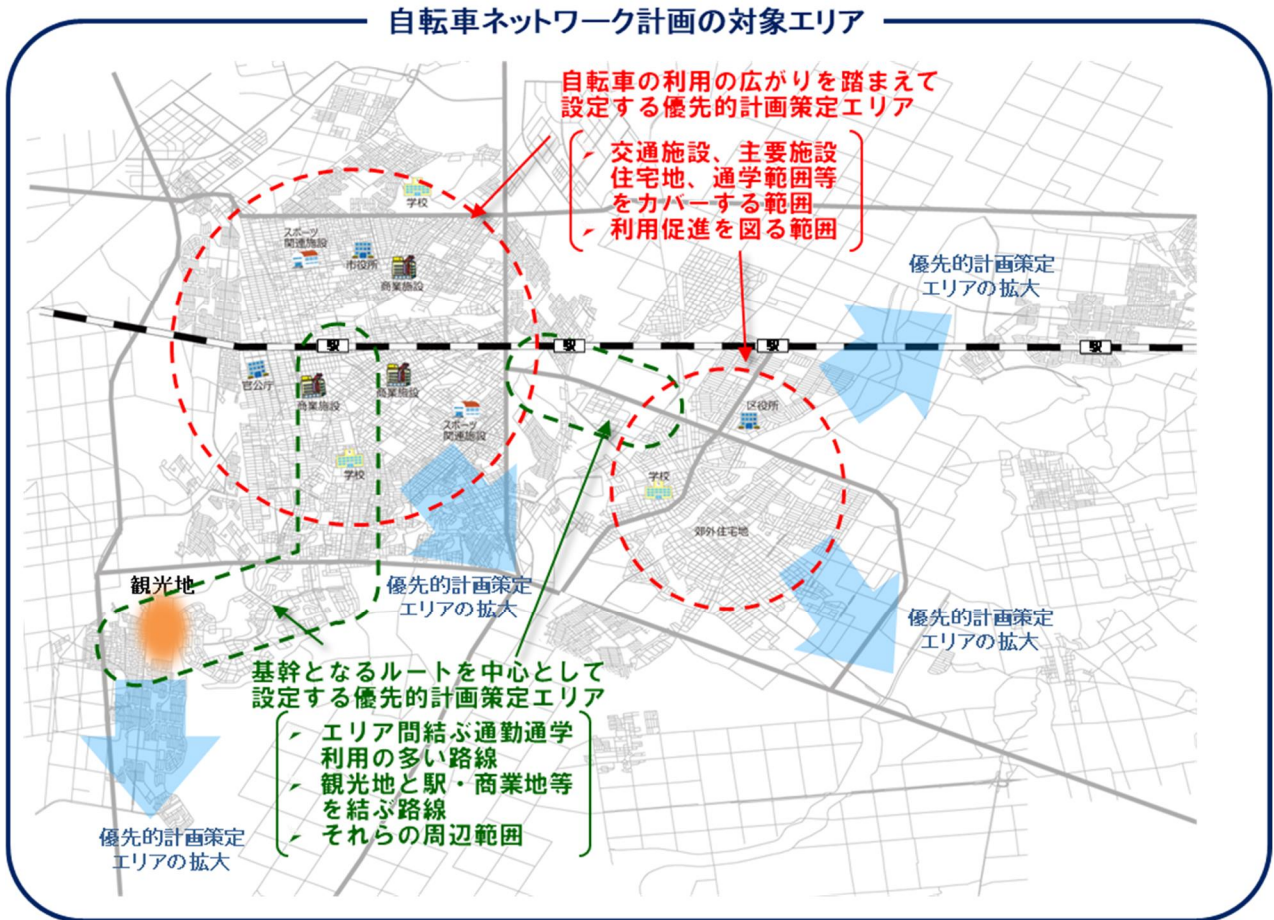 自転車ネットワーク計画の対象エリア
自転車の利用の広がりを踏まえて
設定する優先的計画策定エリア
交通施設、主要施設
住宅地、通学範囲等
をカバーする範囲
利用促進を図る範囲
学校
スポーツ
関連施設
市役所
商業施設
優先的計画策定
エリアの拡大
駅
駅
駅
駅
官公庁
商業施設
商業施設
スポーツ
関連施設
学校
区役所
学校
郊外住宅地
観光地
優先的計画策定
エリアの拡大
優先的計画策定
エリアの拡大
基幹となるルートを中心として
設定する優先的計画策定エリア
エリア間結ぶ通勤通学
利用の多い路線
観光地と駅・商業地等
を結ぶ路線
それらの周辺範囲
優先的計画策定
エリアの拡大